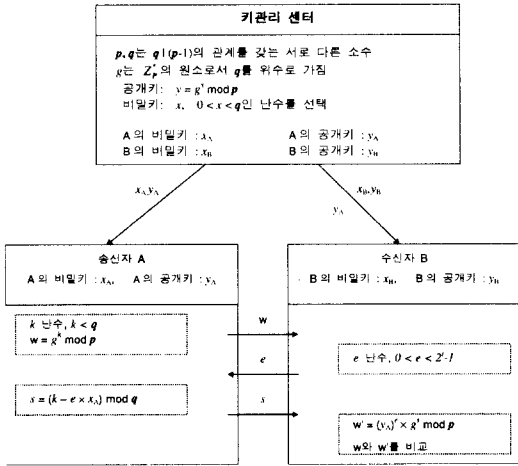 키관리 센터
p, q는 q | (p-1)의 관계를 갖는 서로 다른 소수
g는 Z*p의 원소로서 q를 위수로 가짐
공개키: y = g^x mod p
비밀키: x, 0 < x < q인 난수를 선택
A의 비밀키 : xA A의 공개키 : yA
B의 비밀키 : xB B의 공개키 : yB
xA,yA
xB,yB
yA
송신자 A
A의 비밀키 : xA, A의 공개키 : yA
수신자 B
B의 비밀키 : xB, B의 공개키 : yB
k 난수, k < q
w = g^k mod p
w
e
e 난수, 0 < e < 2^t-1
s = (k – e × xA) mod q
s
w' = (yA)^e × g^s mod p
w와 w'를 비교